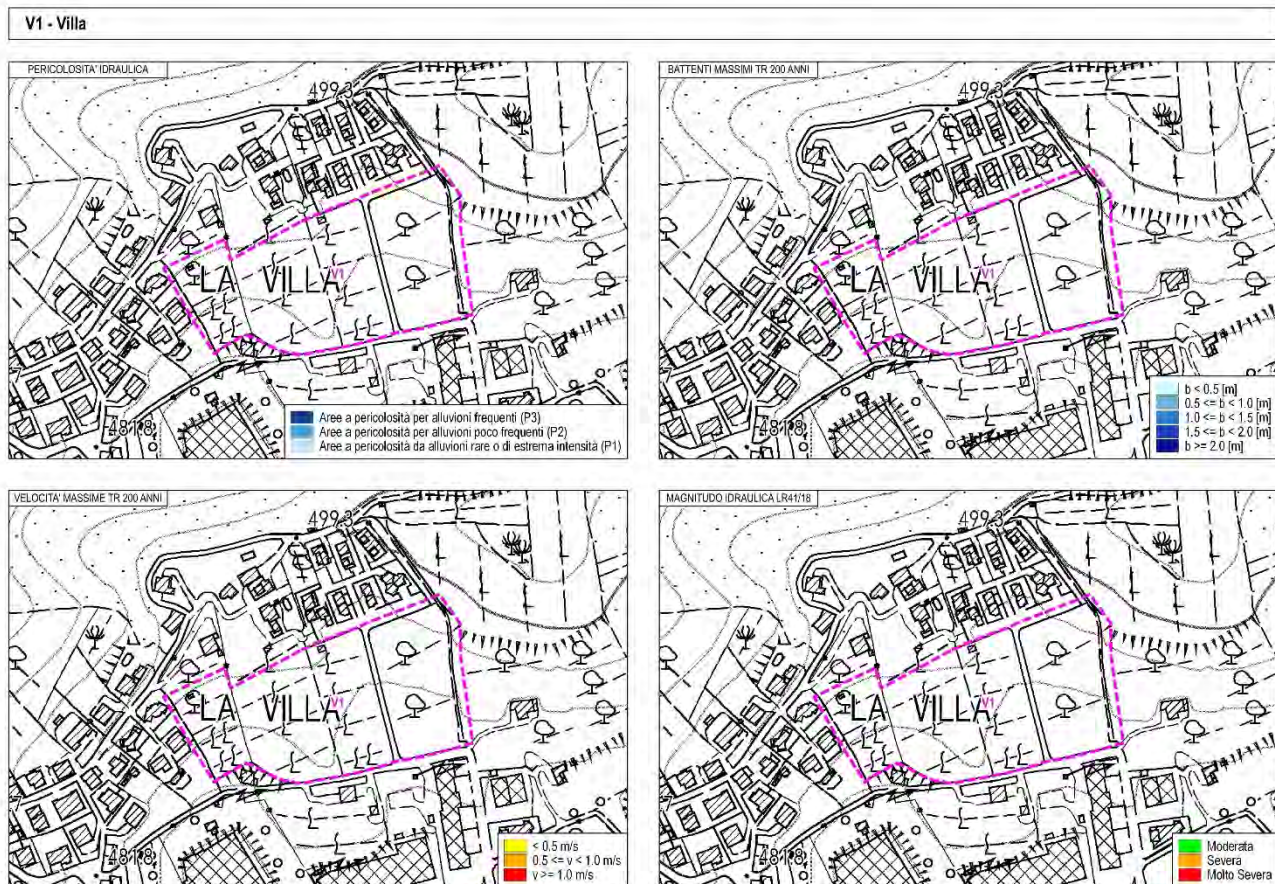 V1 - Villa
PERICOLOSITA' IDRAULICA
499.3
LA VILLA
V1
481.8
7
Aree a pericolosità per alluvioni frequenti (P3)
Aree a pericolosità per alluvioni poco frequenti (P2)
Aree a pericolosità da alluvioni rare o di estrema intensità (P1)
BATTENTI MASSIMI TR 200 ANNI
499.3
LA VILLA
V1
481.8
7
b < 0.5 [m]
0.5 <= b < 1.0 [m]
1.0 <= b < 1.5 [m]
1.5 <= b < 2.0 [m]
b >= 2.0 [m]
VELOCITA' MASSIME TR 200 ANNI
499.3
LA VILLA
V1
481.8
7
< 0.5 m/s
0.5 <= v < 1.0 m/s
v >= 1.0 m/s
MAGNITUDO IDRAULICA LR41/18
499.3
LA VILLA
V1
481.8
7
Moderata
Severa
Molto Severa